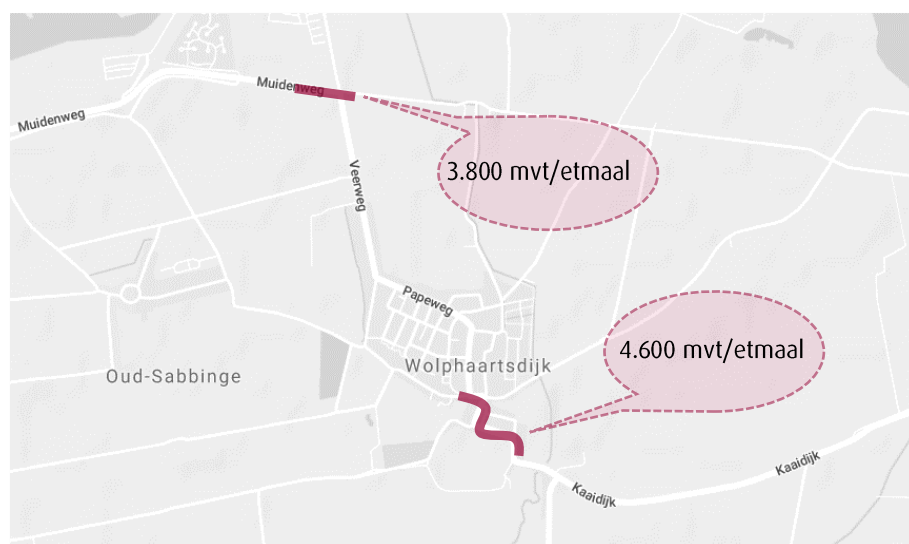 Muidenweg
Muidenweg
3.800 mvt/etmaal
Veerweg
Papeweg
4.600 mvt/etmaal
Wolphaartsdijk
Oud-Sabbinge
Kaaidijk
Kaaidijk